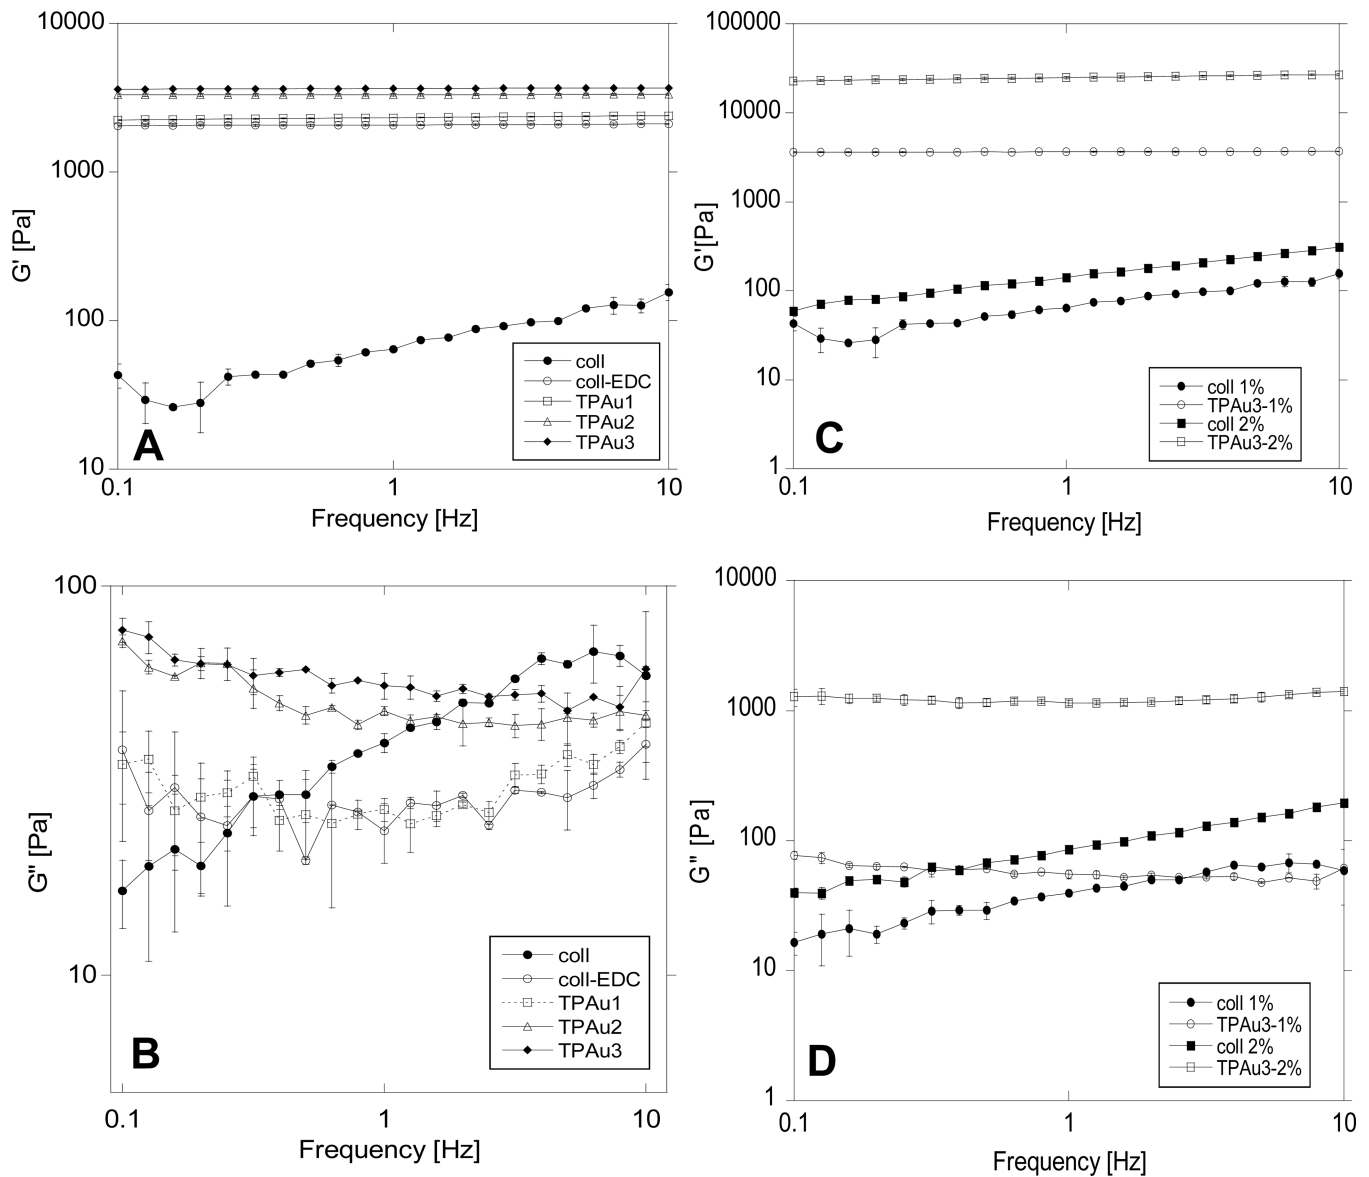 10000
1000
100
10
G' [Pa]
0.1
1
10
Frequency [Hz]
coll
coll-EDC
TPAu1
TPAu2
TPAu3
A
100000
10000
1000
100
10
1
G'[Pa]
0.1
1
10
Frequency [Hz]
coll 1%
TPAu3-1%
coll 2%
TPAu3-2%
C
100
10
G'' [Pa]
0.1
1
10
Frequency [Hz]
coll
coll-EDC
TPAu1
TPAu2
TPAu3
B
10000
1000
100
10
1
G'' [Pa]
0.1
1
10
Frequency [Hz]
coll 1%
TPAu3-1%
coll 2%
TPAu3-2%
D